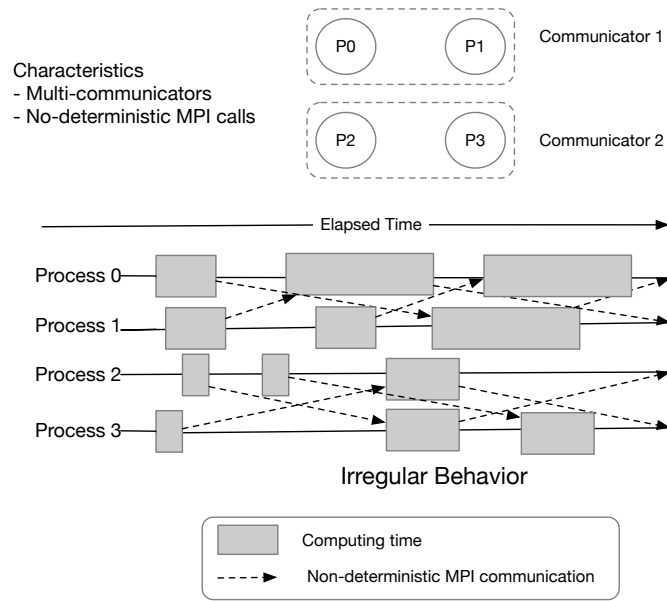 P0
P1
Communicator 1
Characteristics
- Multi-communicators
- No-deterministic MPI calls
P2
P3
Communicator 2
Elapsed Time
Process 0
Process 1
Process 2
Process 3
Irregular Behavior
Computing time
Non-deterministic MPI communication